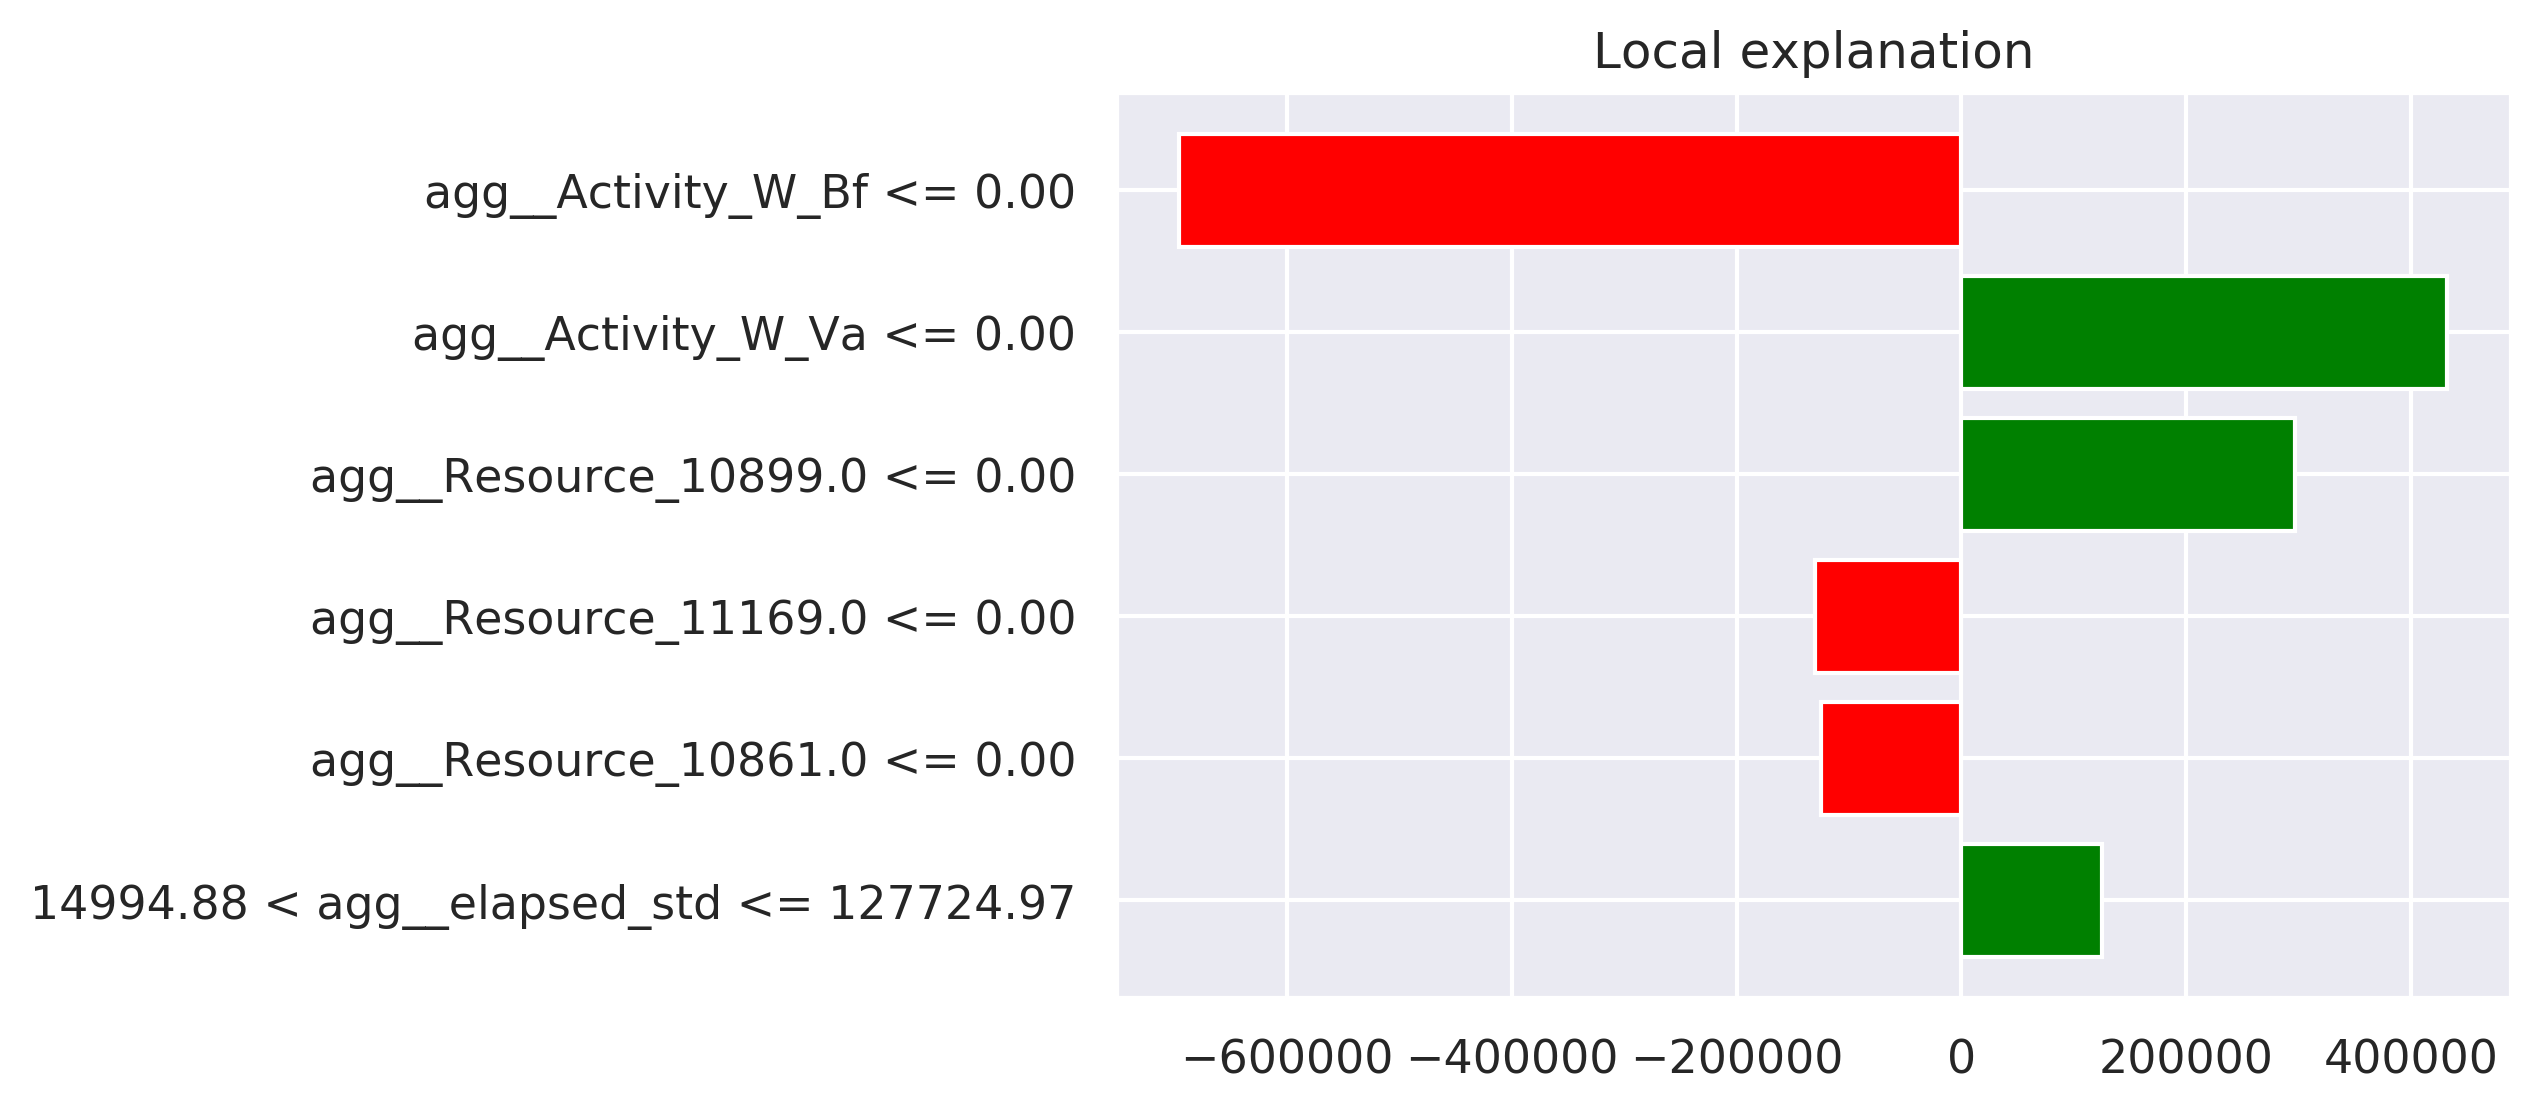 Local explanation
agg__Activity_W_Bf <= 0.00
agg__Activity_W_Va <= 0.00
agg__Resource_10899.0 <= 0.00
agg__Resource_11169.0 <= 0.00
agg__Resource_10861.0 <= 0.00
14994.88 < agg__elapsed_std <= 127724.97
−600000 −400000 −200000 0 200000 400000